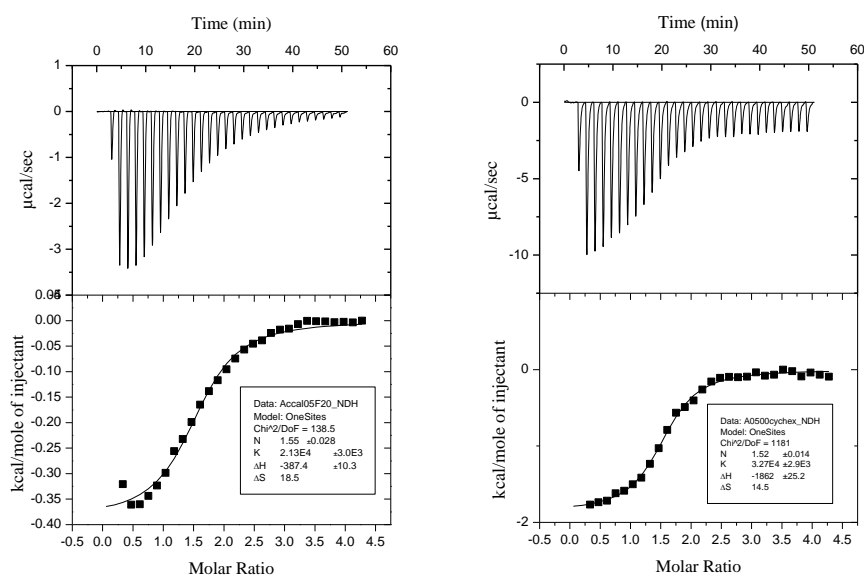 Time (min)
0 10 20 30 40 50 60
1
0
-1
-2
-3
µcal/sec
0.00
-0.05
-0.10
-0.15
-0.20
-0.25
-0.30
-0.35
-0.40
kcal/mole of injectant
Data: Accal05F20_NDH
Model: OneSites
Chi^2/DoF = 138.5
N 1.55 ±0.028
K 2.13E4 ±3.0E3
ΔH -387.4 ±10.3
ΔS 18.5
-0.5 0.0 0.5 1.0 1.5 2.0 2.5 3.0 3.5 4.0 4.5
Molar Ratio
Time (min)
0 10 20 30 40 50 60
0
-5
-10
µcal/sec
0
-2
kcal/mole of injectant
Data: A0500cychex_NDH
Model: OneSites
Chi^2/DoF = 1181
N 1.52 ±0.014
K 3.27E4 ±2.9E3
ΔH -1862 ±25.2
ΔS 14.5
-0.5 0.0 0.5 1.0 1.5 2.0 2.5 3.0 3.5 4.0 4.5
Molar Ratio